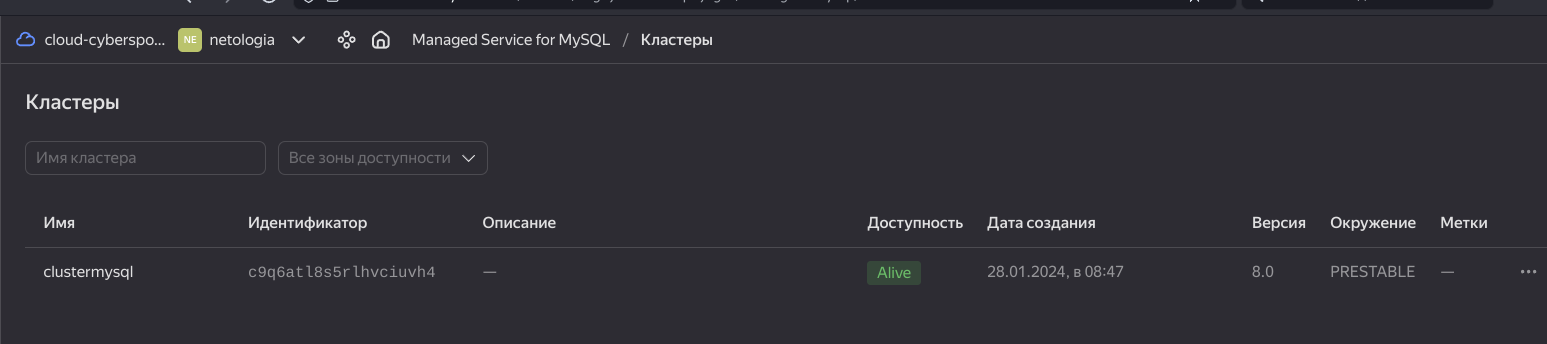 cloud-cyberspo... NE netologia Managed Service for MySQL / Кластеры
Кластеры
Имя кластера Все зоны доступности
Имя Идентификатор Описание Доступность Дата создания Версия Окружение Метки
clustermysql c9q6atl8s5rlhvciuvh4 — Alive 28.01.2024, в 08:47 8.0 PRESTABLE —